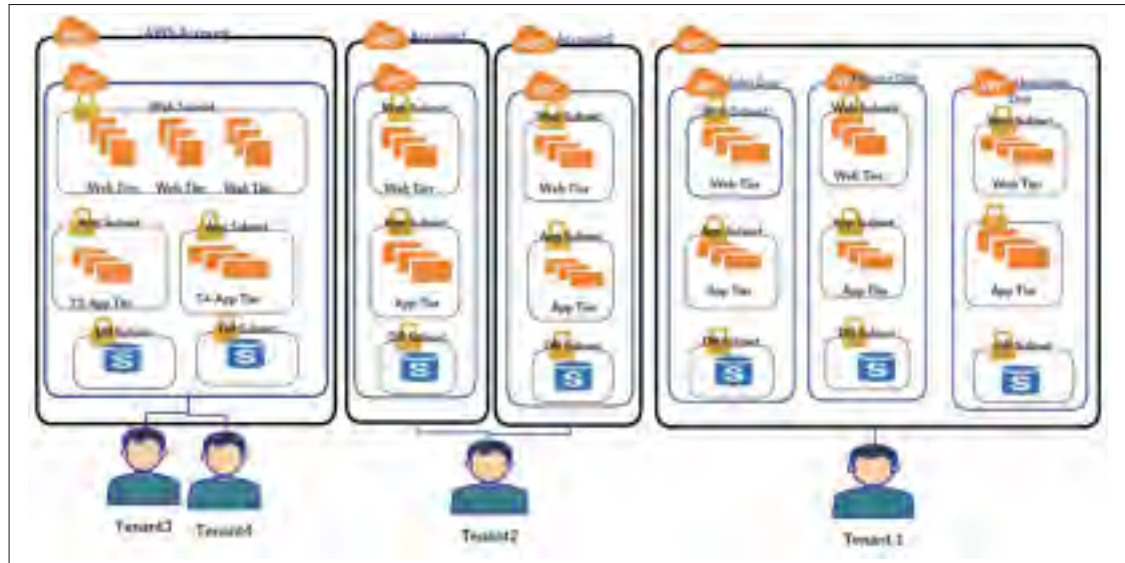 AWS Account
Account1
Account2
Web Subnet
Web Subnet
Web Subnet
Web Subnet
Web Subnet
Web Subnet
Web Tier
Web Tier
Web Tier
Web Tier
Web Tier
Web Tier
Web Tier
Web Tier
App Subnet
App Subnet
App Subnet
App Subnet
App Subnet
App Subnet
T3-App Tier
T4-App Tier
App Tier
App Tier
App Tier
App Tier
App Tier
DB Subnet
DB Subnet
DB Subnet
DB Subnet
DB Subnet
DB Subnet
DB Subnet
Tenant3
Tenant4
Tenant2
Tenant 1